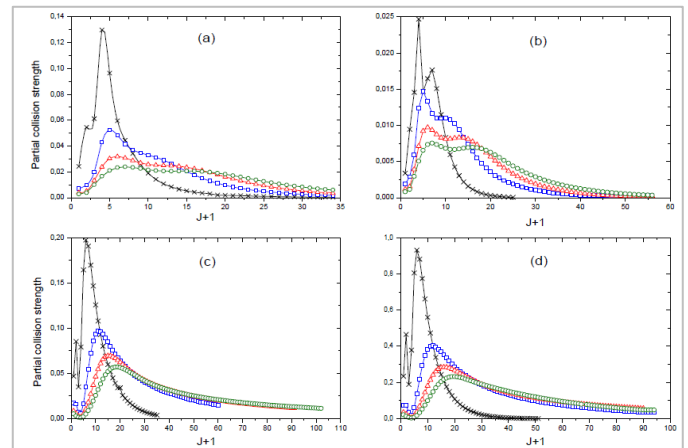 (a)
Partial collision strength
0,14
0,12
0,10
0,08
0,06
0,04
0,02
0,00
0 5 10 15 20 25 30 35
J+1
(b)
0,025
0,020
0,015
0,010
0,005
0,000
0 10 20 30 40 50 60
J+1
(c)
Partial collision strength
0,20
0,15
0,10
0,05
0,00
0 10 20 30 40 50 60 70 80 90 100 110
J+1
(d)
1,0
0,8
0,6
0,4
0,2
0,0
0 10 20 30 40 50 60 70 80 90 100
J+1